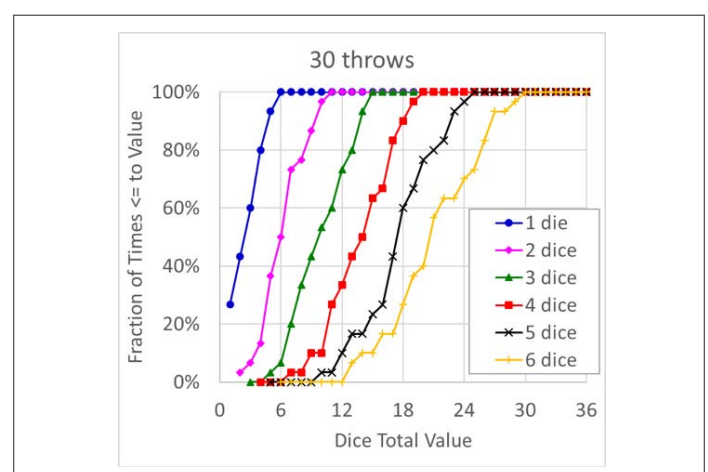 30 throws
100%
80%
60%
40%
20%
0%
Fraction of Times <= to Value
0 6 12 18 24 30 36
Dice Total Value
1 die
2 dice
3 dice
4 dice
5 dice
6 dice